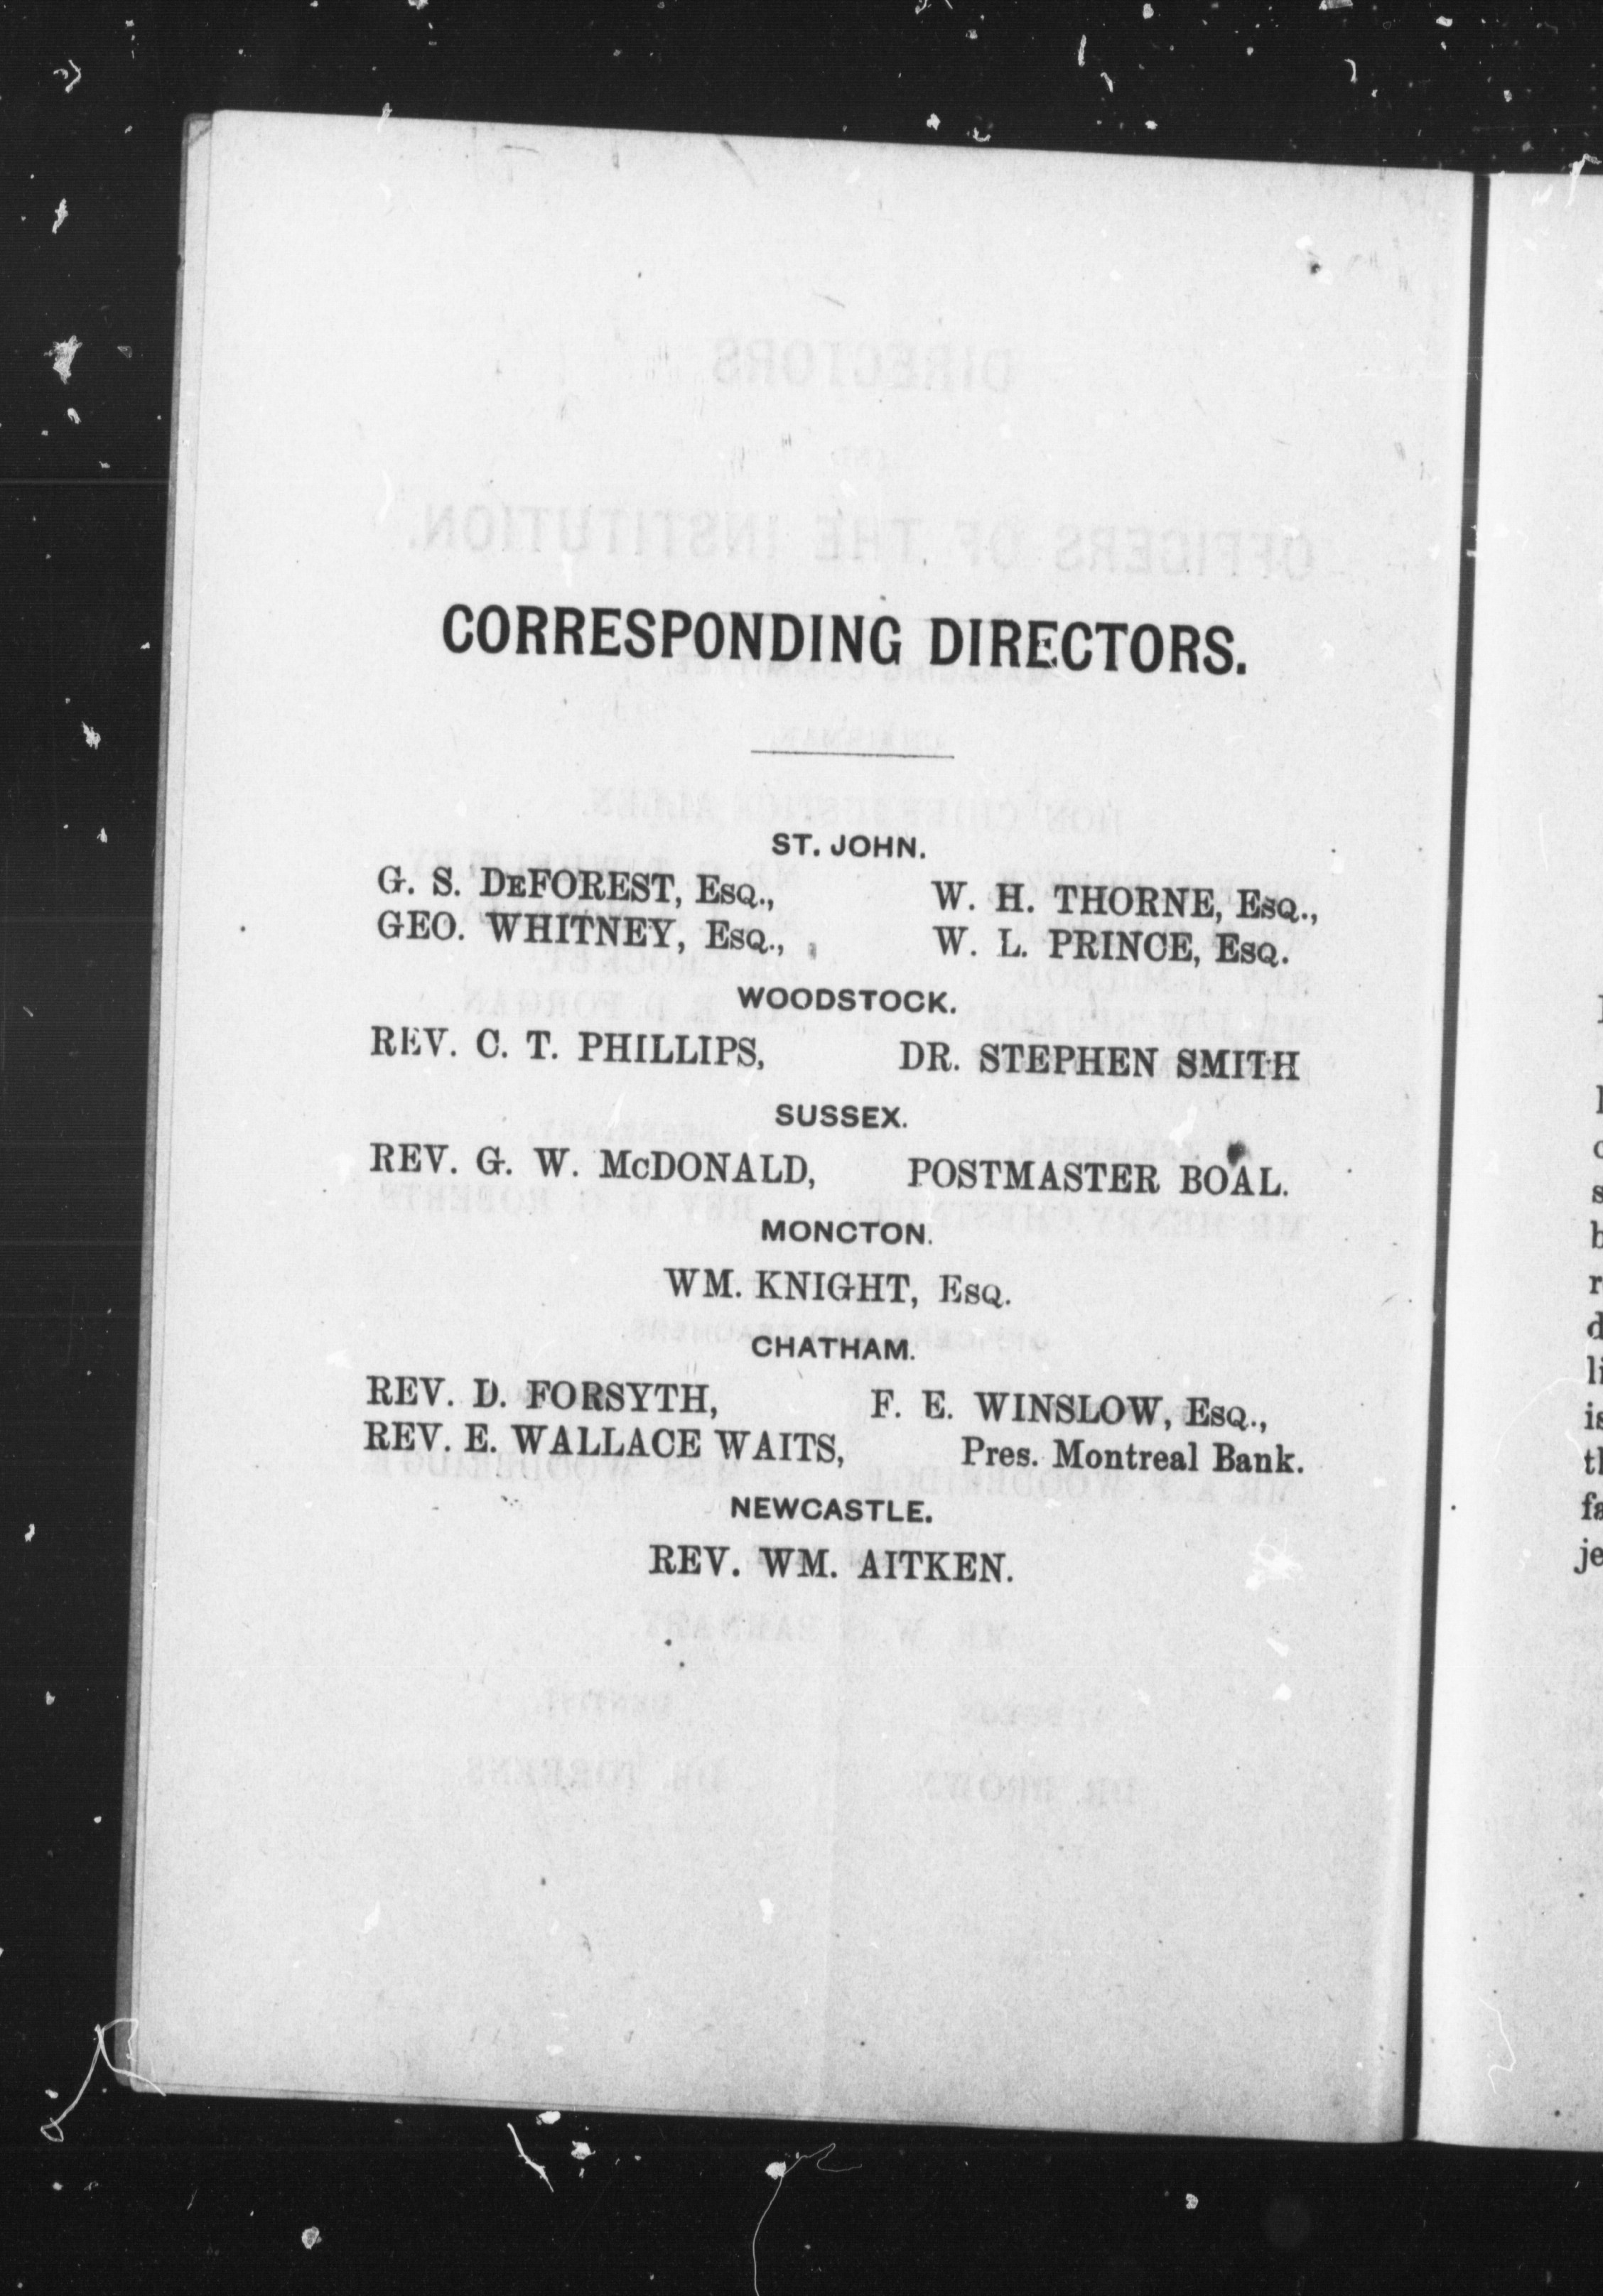 CORRESPONDING DIRECTORS.
ST. JOHN.
G. S. DEFOREST, ESQ., W. H. THORNE, ESQ.,
GEO. WHITNEY, ESQ., W. L. PRINCE, ESQ.
WOODSTOCK.
REV. C. T. PHILLIPS, DR. STEPHEN SMITH
SUSSEX.
REV. G. W. McDONALD, POSTMASTER BOAL.
MONCTON.
WM. KNIGHT, ESQ.
CHATHAM.
REV. D. FORSYTH, F. E. WINSLOW, ESQ.,
REV. E. WALLACE WAITS, Pres. Montreal Bank.
NEWCASTLE.
REV. WM. AITKEN.